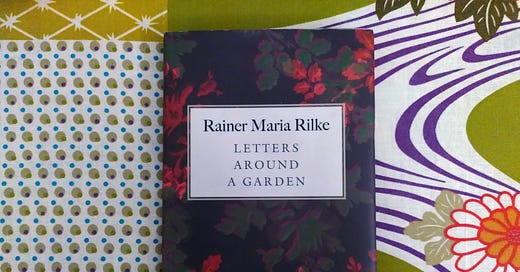 Rainer Maria Rilke
LETTERS
AROUND
A GARDEN